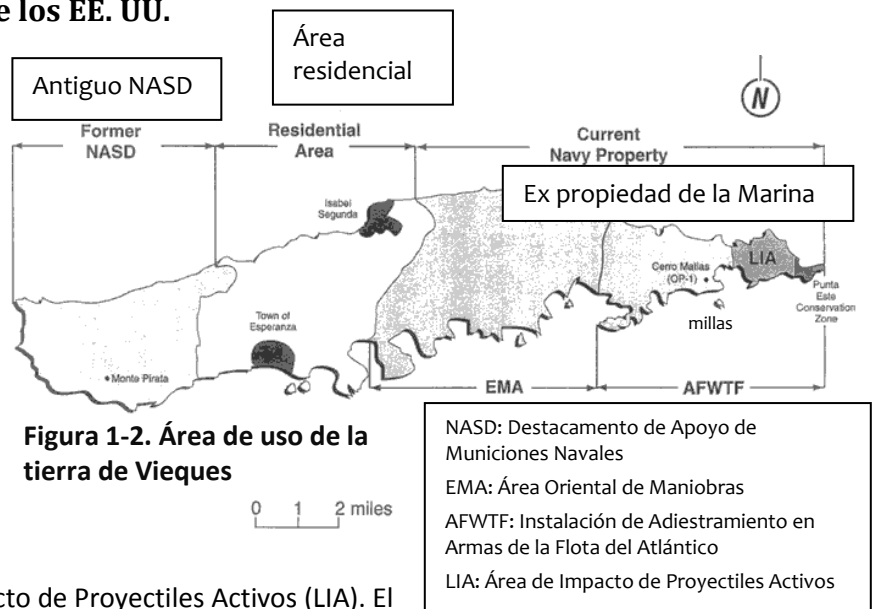 e los EE. UU.
Área
residencial
Antiguo NASD
N
Former
NASD
Residential
Area
Current
Navy Property
Ex propiedad de la Marina
Isabel
Segunda
LIA
Cerro Matias
(OP-1)
Punta
Este
Conservation
Zone
millas
Town of
Esperanza
Monte Pirata
EMA
AFWTF
Figura 1-2. Área de uso de la
tierra de Vieques
0 1 2 miles
NASD: Destacamento de Apoyo de
Municiones Navales
EMA: Área Oriental de Maniobras
AFWTF: Instalación de Adiestramiento en
Armas de la Flota del Atlántico
LIA: Área de Impacto de Proyectiles Activos
cto de Proyectiles Activos (LIA). El